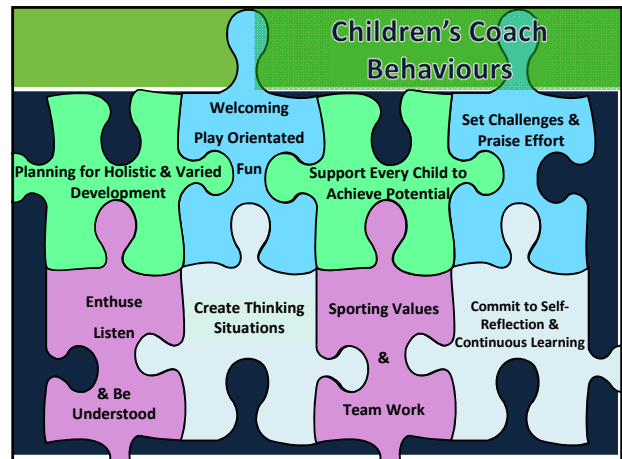 Children's Coach
Behaviours
Planning for Holistic & Varied
Development
Welcoming
Play Orientated
Fun
Support Every Child to
Achieve Potential
Set Challenges &
Praise Effort
Enthuse
Listen
& Be
Understood
Create Thinking
Situations
Sporting Values
&
Team Work
Commit to Self-
Reflection &
Continuous Learning